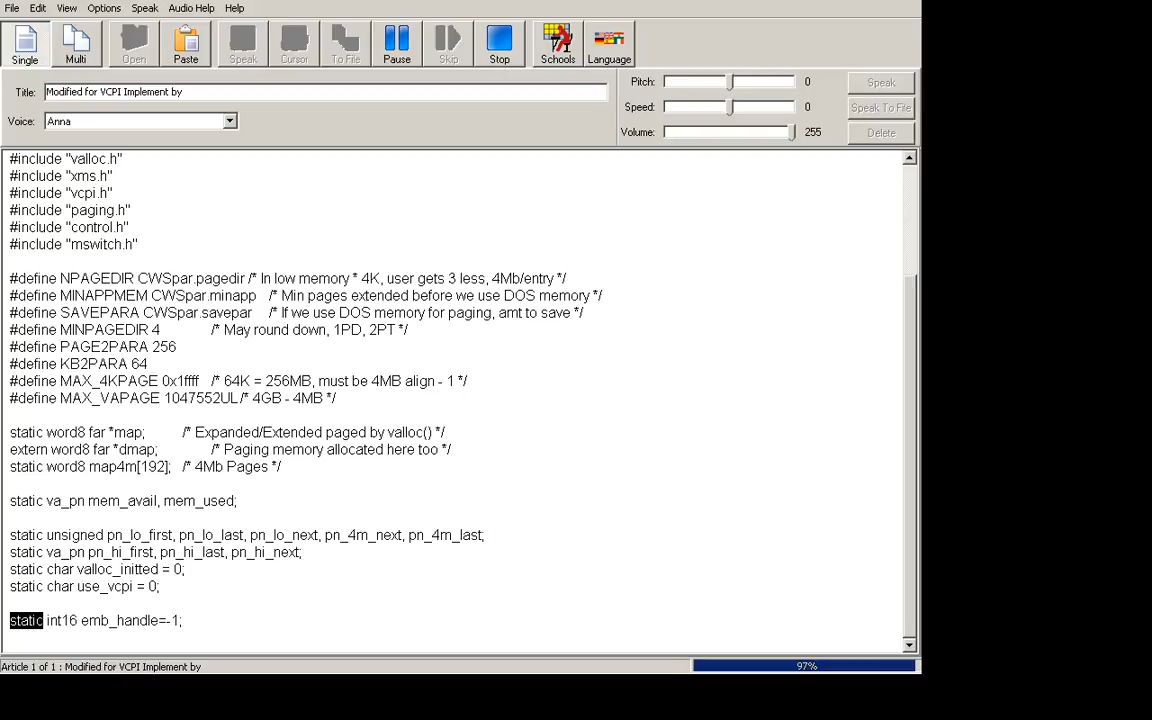 File Edit View Options Speak Audio Help Help
Single Multi Open Paste Speak Cursor To File Pause Skip Stop Schools Language
Title: Modified for VCPI Implement by
Voice: Anna
Pitch: 0 Speak
Speed: 0 Speak To File
Volume: 255 Delete
#include "valloc.h"
#include "xms.h"
#include "vcpi.h"
#include "paging.h"
#include "control.h"
#include "mswitch.h"
#define NPAGEDIR CWSpar.pagedir /* In low memory * 4K, user gets 3 less, 4Mb/entry */
#define MINAPPMEM CWSpar.minapp /* Min pages extended before we use DOS memory */
#define SAVEPARA CWSpar.savepar /* If we use DOS memory for paging, amt to save */
#define MINPAGEDIR 4 /* May round down, 1PD, 2PT */
#define PAGE2PARA 256
#define KB2PARA 64
#define MAX_4KPAGE 0x1ffff /* 64K = 256MB, must be 4MB align - 1 */
#define MAX_VAPAGE 1047552UL /* 4GB - 4MB */
static word8 far *map; /* Expanded/Extended paged by valloc() */
extern word8 far *dmap; /* Paging memory allocated here too */
static word8 map4m[192]; /* 4Mb Pages */
static va_pn mem_avail, mem_used;
static unsigned pn_lo_first, pn_lo_last, pn_lo_next, pn_4m_next, pn_4m_last;
static va_pn pn_hi_first, pn_hi_last, pn_hi_next;
static char valloc_initted = 0;
static char use_vcpi = 0;
static int16 emb_handle=-1;
Article 1 of 1 : Modified for VCPI Implement by 97%